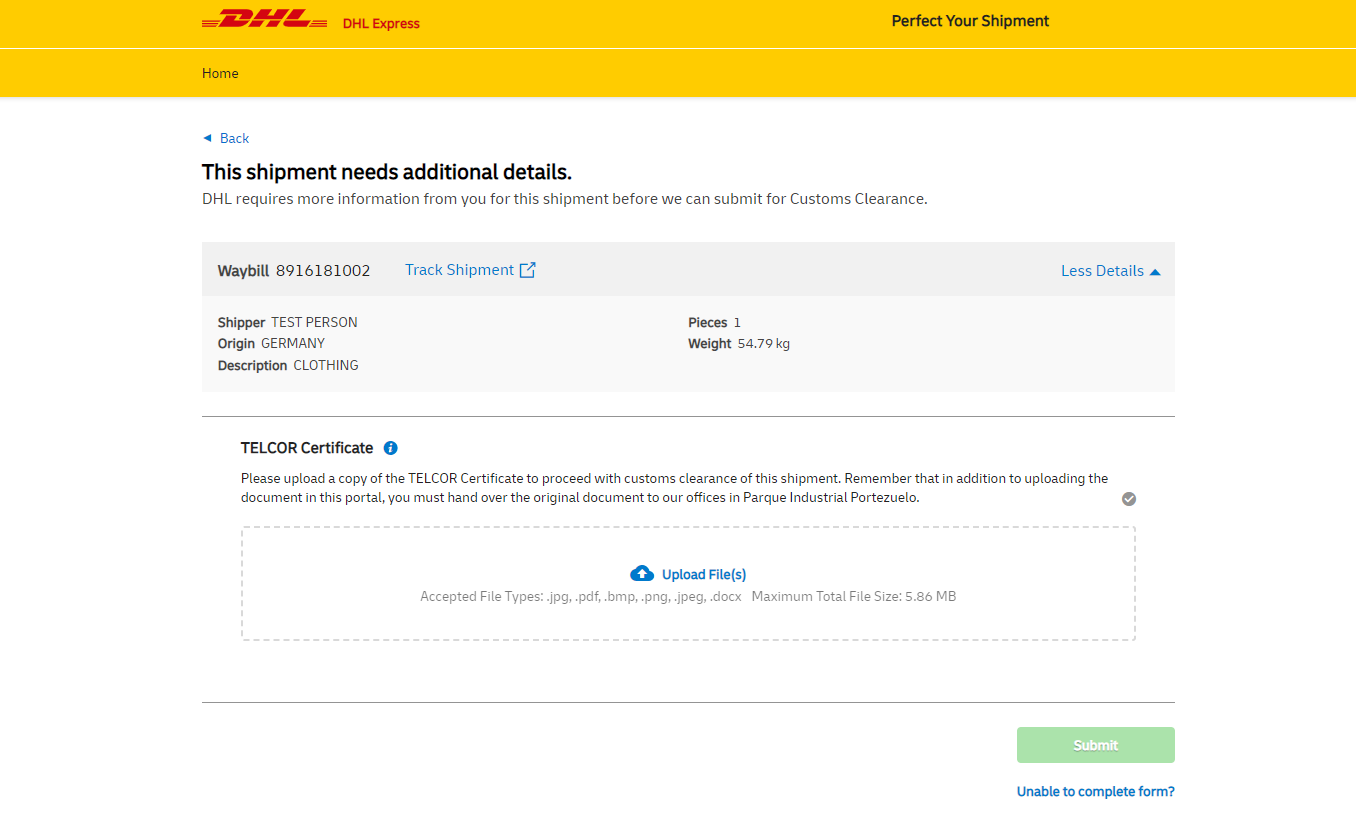 DHL DHL Express Perfect Your Shipment
Home
Back
This shipment needs additional details.
DHL requires more information from you for this shipment before we can submit for Customs Clearance.
Waybill 8916181002 Track Shipment Less Details
Shipper TEST PERSON
Origin GERMANY
Description CLOTHING
Pieces 1
Weight 54.79 kg
TELCOR Certificate i
Please upload a copy of the TELCOR Certificate to proceed with customs clearance of this shipment. Remember that in addition to uploading the
document in this portal, you must hand over the original document to our offices in Parque Industrial Portezuelo.
Upload File(s)
Accepted File Types: .jpg, .pdf, .bmp, .png, .jpeg, .docx Maximum Total File Size: 5.86 MB
Submit
Unable to complete form?